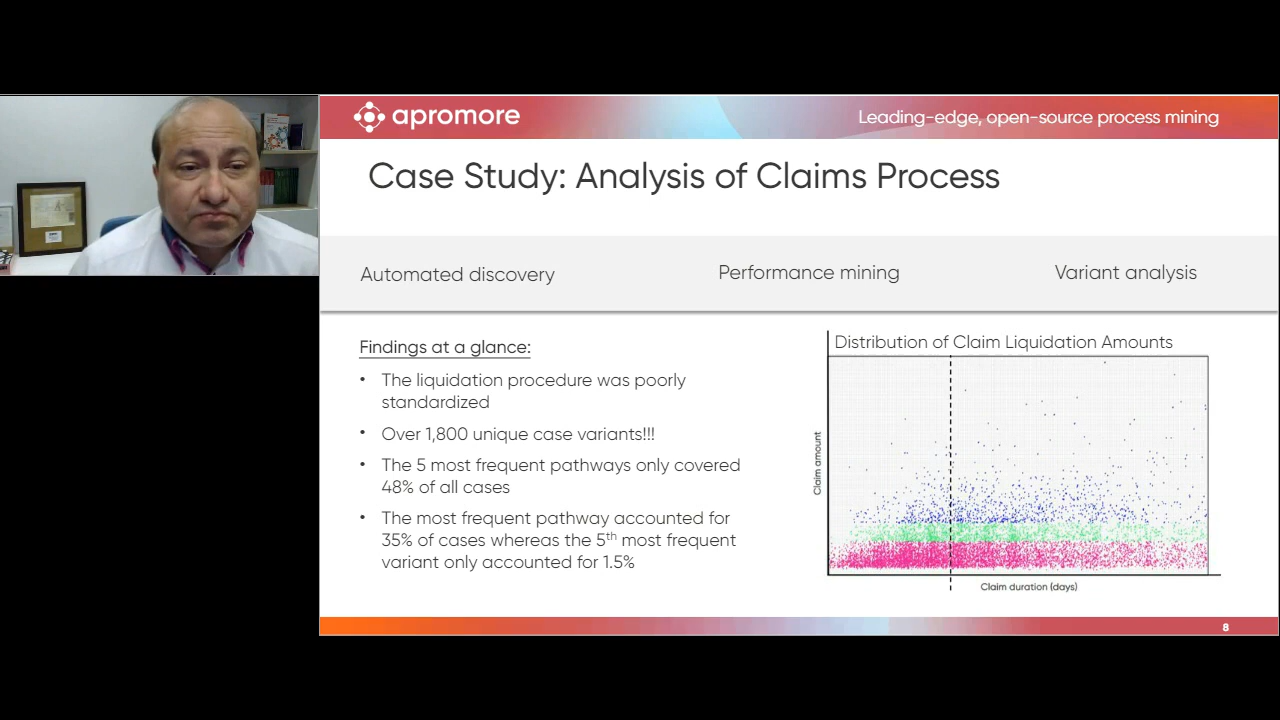 apromore
Leading-edge, open-source process mining
Case Study: Analysis of Claims Process
Automated discovery
Performance mining
Variant analysis
Findings at a glance:
• The liquidation procedure was poorly
standardized
• Over 1,800 unique case variants!!!
• The 5 most frequent pathways only covered
48% of all cases
• The most frequent pathway accounted for
35% of cases whereas the 5th most frequent
variant only accounted for 1.5%
Distribution of Claim Liquidation Amounts
Claim amount
Claim duration (days)
8